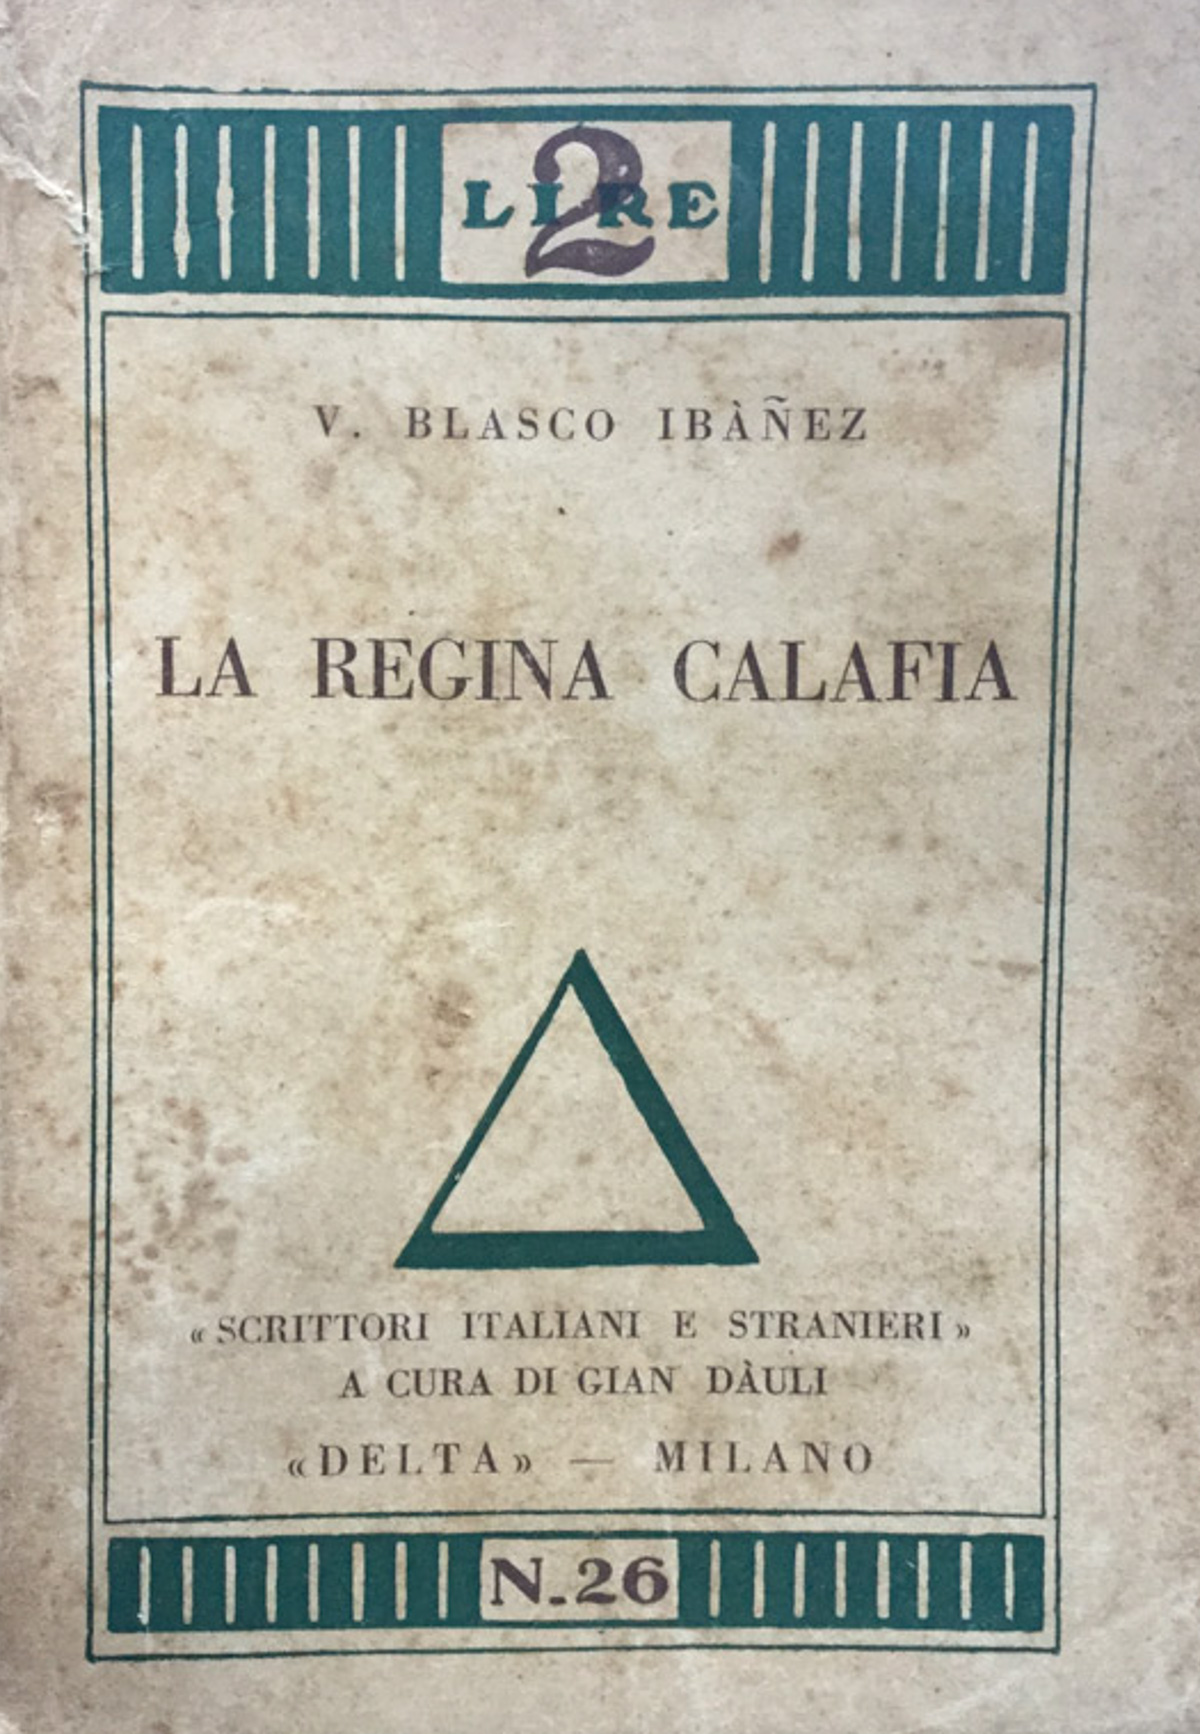 2
LIRE
V. BLASCO IBÀÑEZ
LA REGINA CALAFIA
« SCRITTORI ITALIANI E STRANIERI »
A CURA DI GIAN DÀULI
« DELTA » — MILANO
N. 26